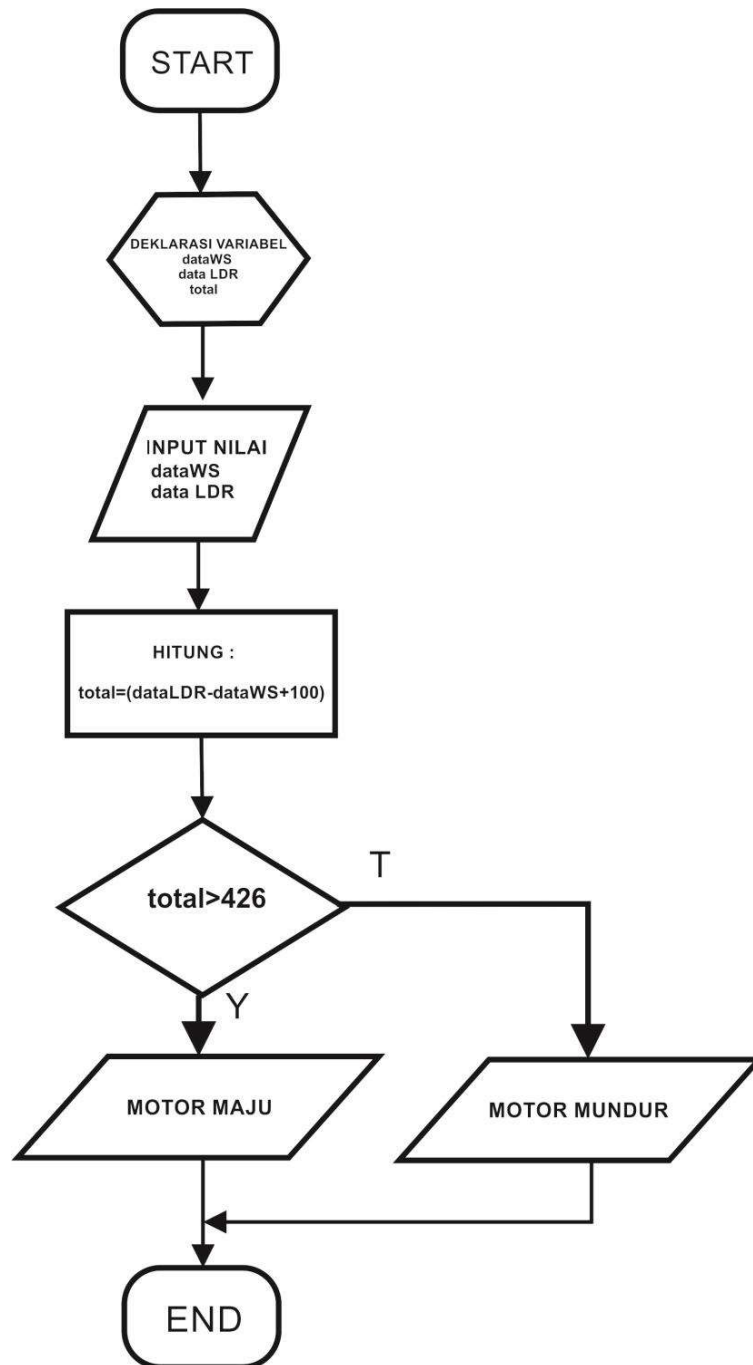 START
DEKLARASI VARIABEL
dataWS
data LDR
total
INPUT NILAI
dataWS
data LDR
HITUNG :
total=(dataLDR-dataWS+100)
total>426
T
Y
MOTOR MAJU
MOTOR MUNDUR
END